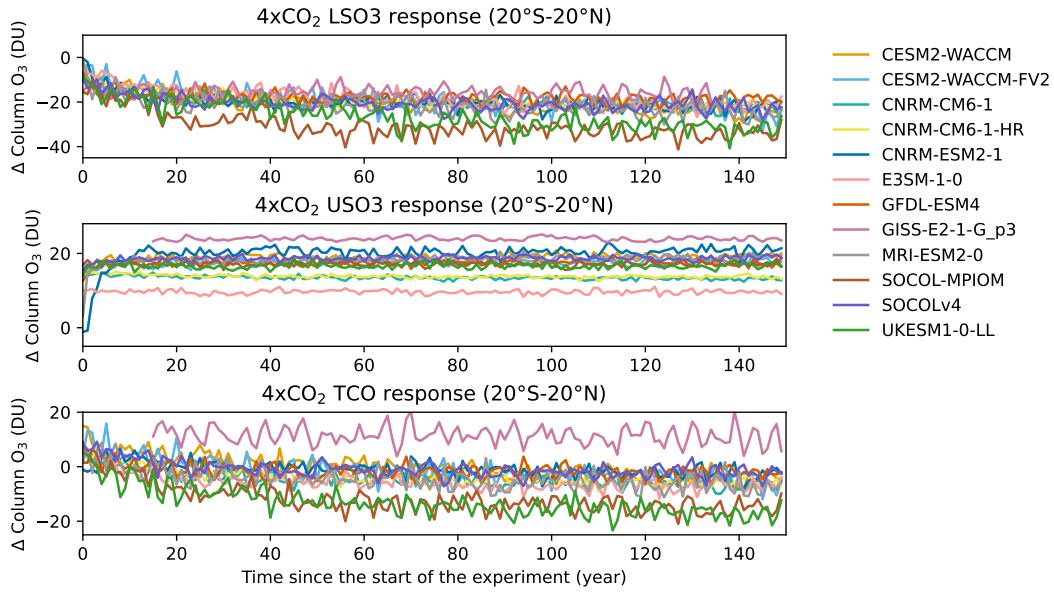 4xCO₂ LSO3 response (20°S-20°N)
Δ Column O₃ (DU)
0
−20
−40
0 20 40 60 80 100 120 140
4xCO₂ USO3 response (20°S-20°N)
Δ Column O₃ (DU)
20
0
0 20 40 60 80 100 120 140
4xCO₂ TCO response (20°S-20°N)
Δ Column O₃ (DU)
20
0
−20
0 20 40 60 80 100 120 140
Time since the start of the experiment (year)
CESM2-WACCM
CESM2-WACCM-FV2
CNRM-CM6-1
CNRM-CM6-1-HR
CNRM-ESM2-1
E3SM-1-0
GFDL-ESM4
GISS-E2-1-G_p3
MRI-ESM2-0
SOCOL-MPIOM
SOCOLv4
UKESM1-0-LL